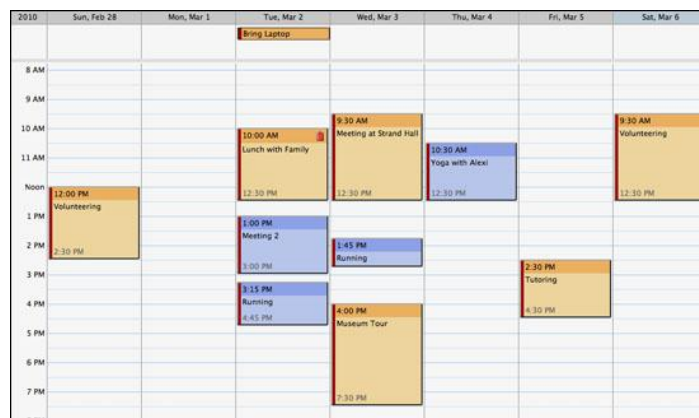 2010 Sun, Feb 28 Mon, Mar 1 Tue, Mar 2 Wed, Mar 3 Thu, Mar 4 Fri, Mar 5 Sat, Mar 6
Bring Laptop
8 AM
9 AM
10 AM
11 AM
Noon
1 PM
2 PM
3 PM
4 PM
5 PM
6 PM
7 PM
12:00 PM
Volunteering
2:30 PM
10:00 AM
Lunch with Family
12:30 PM
1:00 PM
Meeting 2
3:00 PM
3:15 PM
Running
4:45 PM
9:30 AM
Meeting at Strand Hall
12:30 PM
1:45 PM
Running
4:00 PM
Museum Tour
7:30 PM
10:30 AM
Yoga with Alexi
12:30 PM
2:30 PM
Tutoring
4:30 PM
9:30 AM
Volunteering
12:30 PM